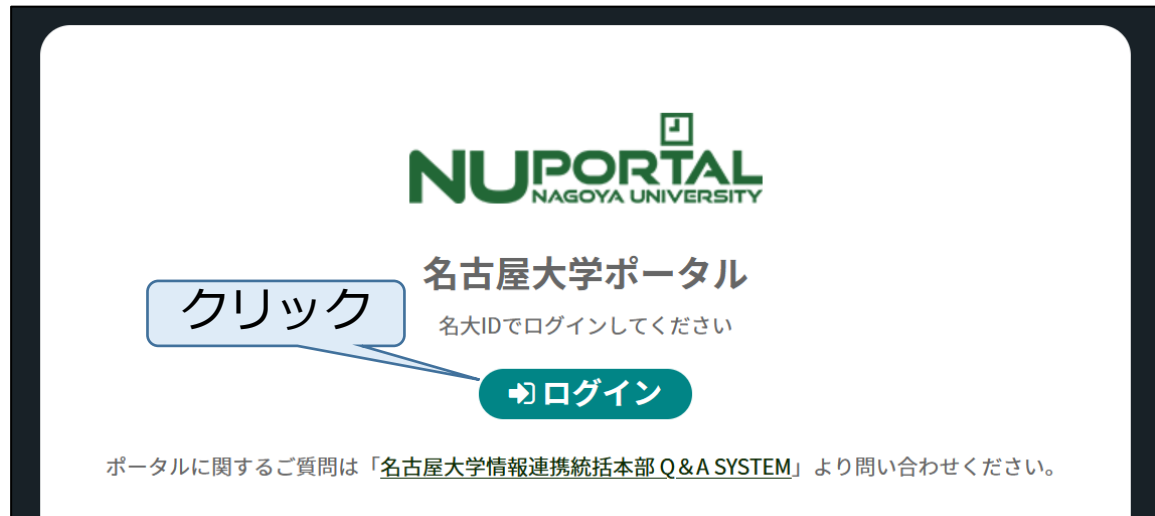 NUPORTAL
NAGOYA UNIVERSITY
名古屋大学ポータル
クリック
名大IDでログインしてください
ログイン
ポータルに関するご質問は「名古屋大学情報連携統括本部 Q＆A SYSTEM」より問い合わせください。